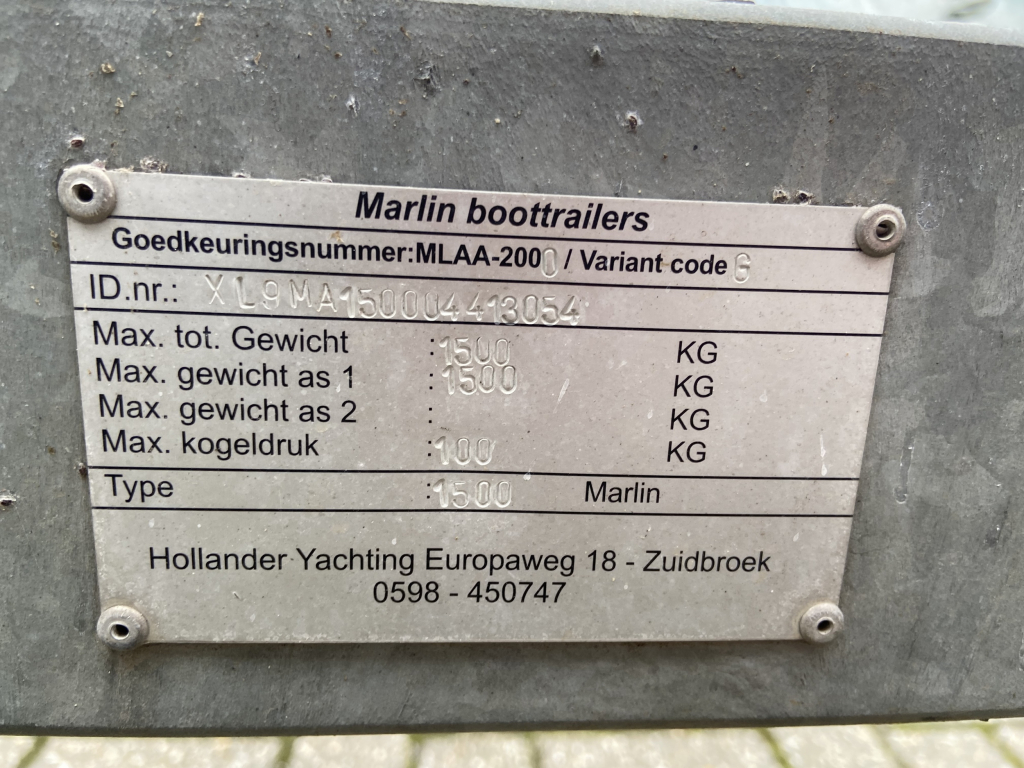 Marlin boottrailers
Goedkeuringsnummer:MLAA-2000 / Variant code G
ID.nr.: XL9MA150004413054
Max. tot. Gewicht :1500 KG
Max. gewicht as 1 :1500 KG
Max. gewicht as 2 : KG
Max. kogeldruk :100 KG
Type :1500 Marlin
Hollander Yachting Europaweg 18 - Zuidbroek
0598 - 450747